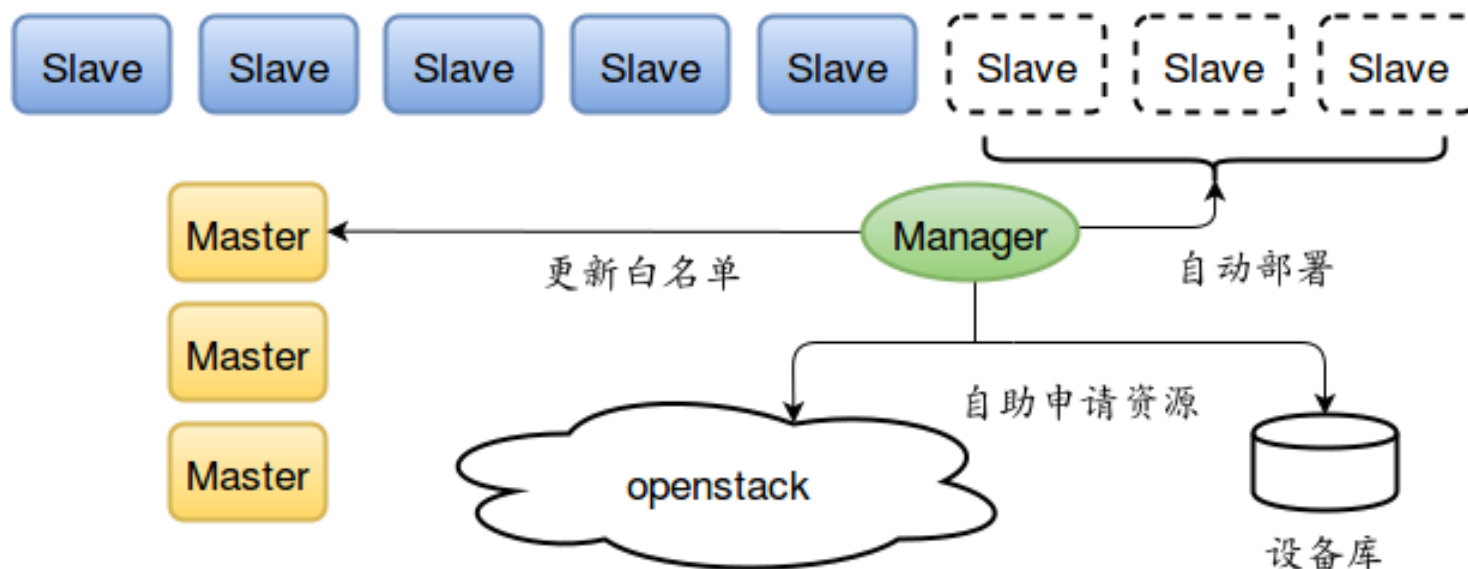 Slave Slave Slave Slave Slave Slave Slave Slave
Master
Manager
更新白名单
自动部署
Master
自助申请资源
Master
openstack
设备库